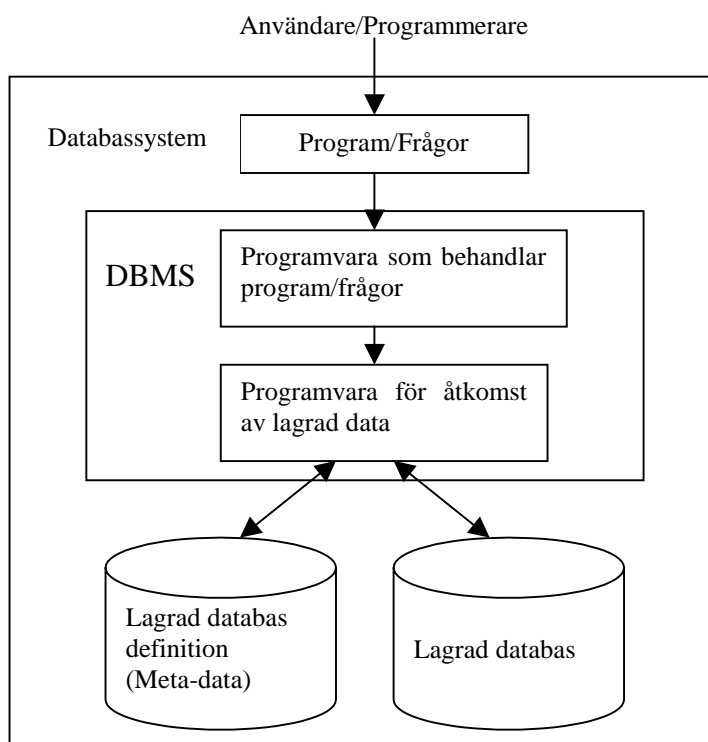 Användare/Programmerare
Databassystem
Program/Frågor
DBMS
Programvara som behandlar
program/frågor
Programvara för åtkomst
av lagrad data
Lagrad databas
definition
(Meta-data)
Lagrad databas